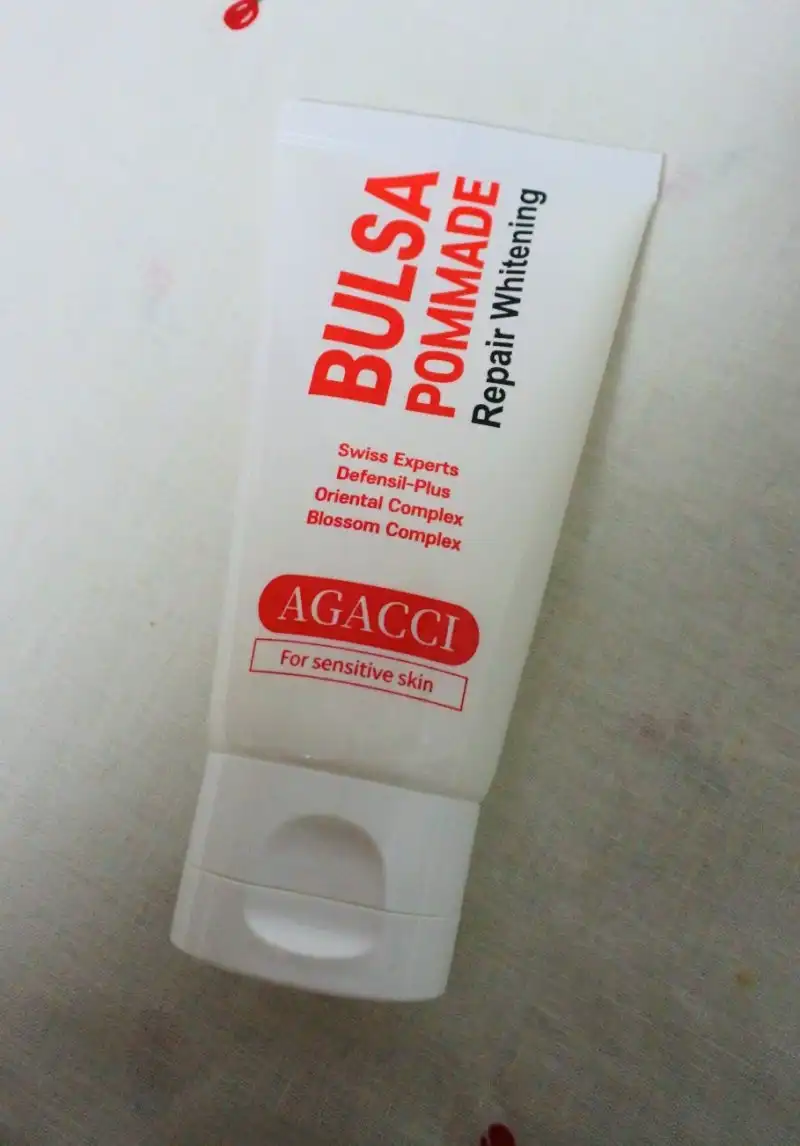 BULSA
POMMADE
Repair Whitening
Swiss Experts
Defensil-Plus
Oriental Complex
Blossom Complex
AGACCI
For sensitive skin